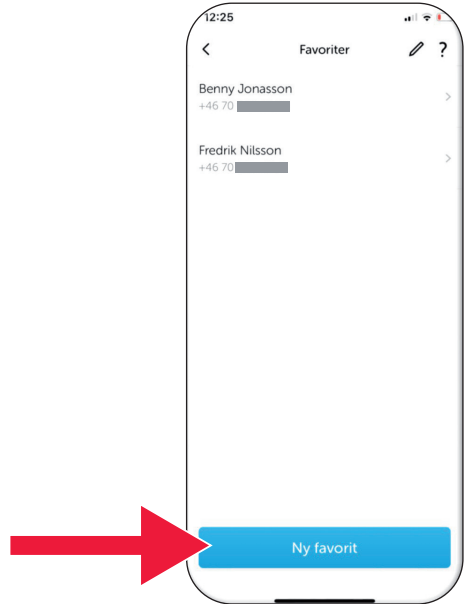 12:25
Favoriter ?
Benny Jonasson
+46 70
Fredrik Nilsson
+46 70
Ny favorit